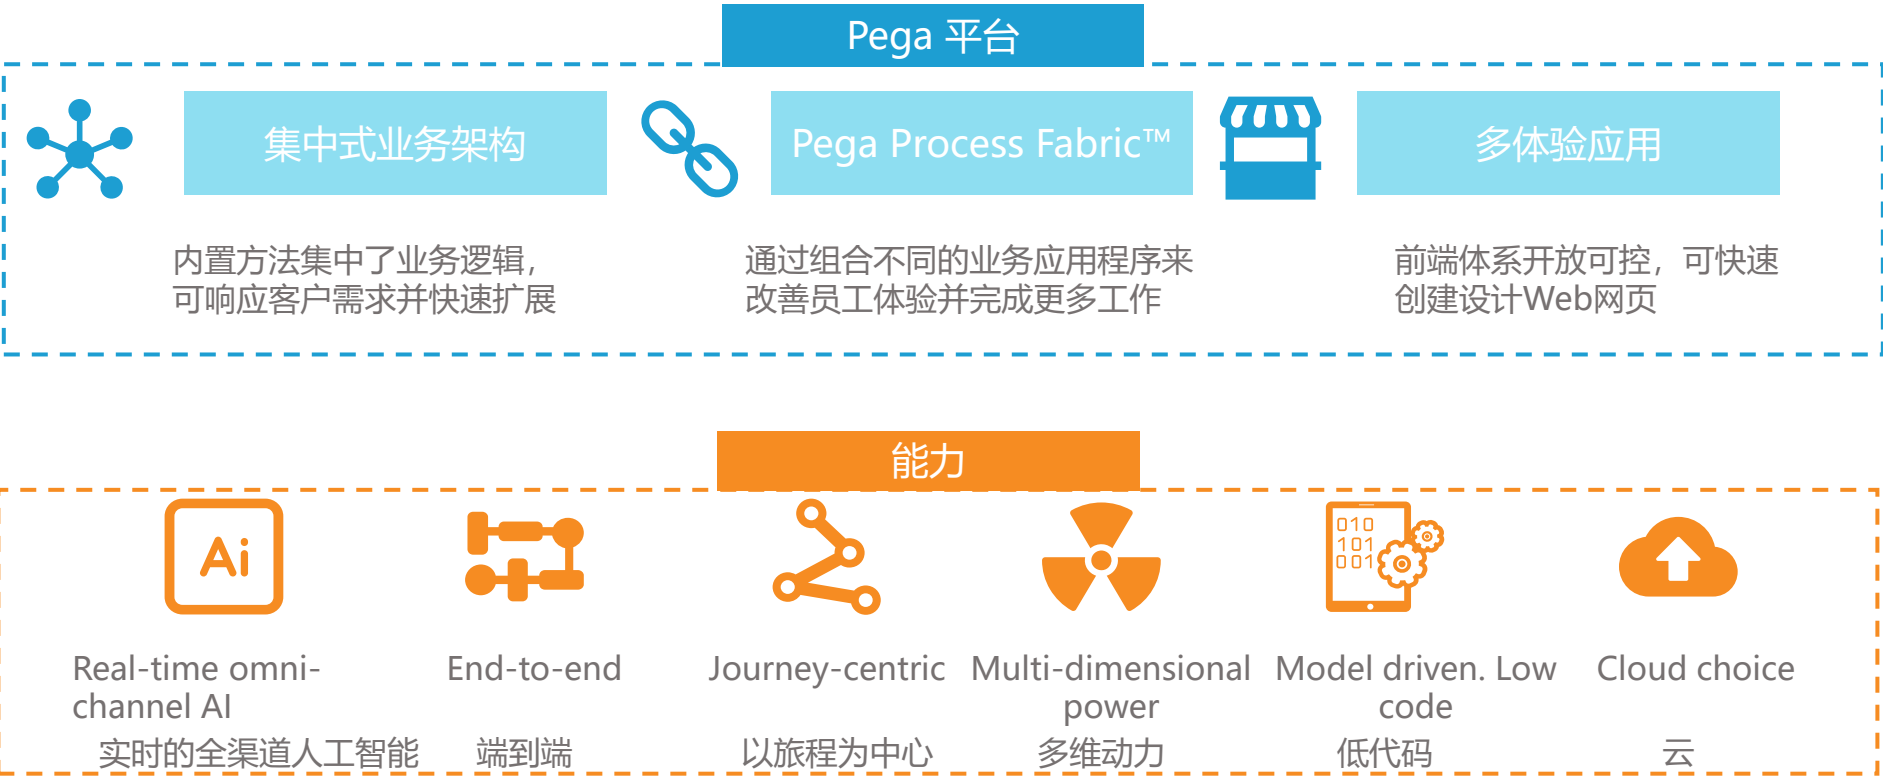 Pega 平台
集中式业务架构
Pega Process Fabric™
多体验应用
内置方法集中了业务逻辑，
可响应客户需求并快速扩展
通过组合不同的业务应用程序来
改善员工体验并完成更多工作
前端体系开放可控，可快速
创建设计Web网页
能力
Ai
010
101
001
Real-time omni-
channel AI
实时的全渠道人工智能
End-to-end
端到端
Journey-centric
以旅程为中心
Multi-dimensional
power
多维动力
Model driven. Low
code
低代码
Cloud choice
云